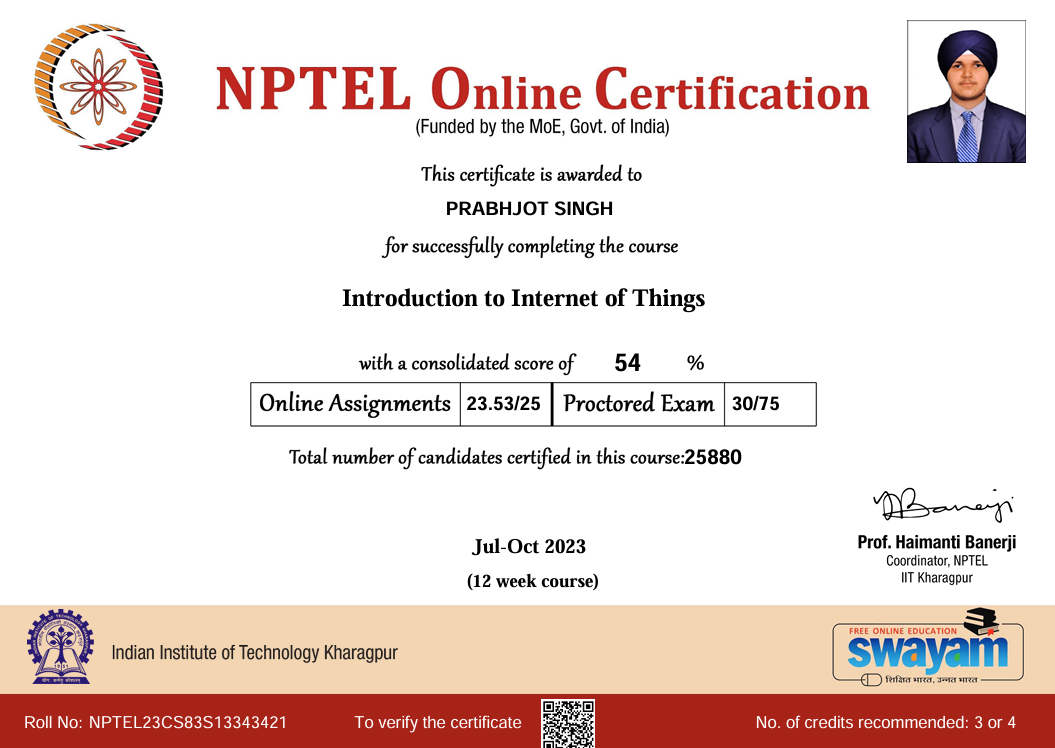 NPTEL Online Certification
(Funded by the MoE, Govt. of India)
This certificate is awarded to
PRABHJOT SINGH
for successfully completing the course
Introduction to Internet of Things
with a consolidated score of 54 %
Online Assignments 23.53/25 Proctored Exam 30/75
Total number of candidates certified in this course:25880
Jul-Oct 2023
(12 week course)
Prof. Haimanti Banerji
Coordinator, NPTEL
IIT Kharagpur
Indian Institute of Technology Kharagpur
FREE ONLINE EDUCATION
swayam
शिक्षित भारत, उन्नत भारत
Roll No: NPTEL23CS83S13343421
To verify the certificate
No. of credits recommended: 3 or 4